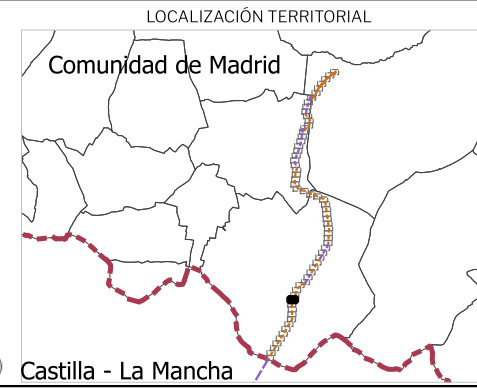 LOCALIZACIÓN TERRITORIAL
Comunidad de Madrid
Castilla - La Mancha